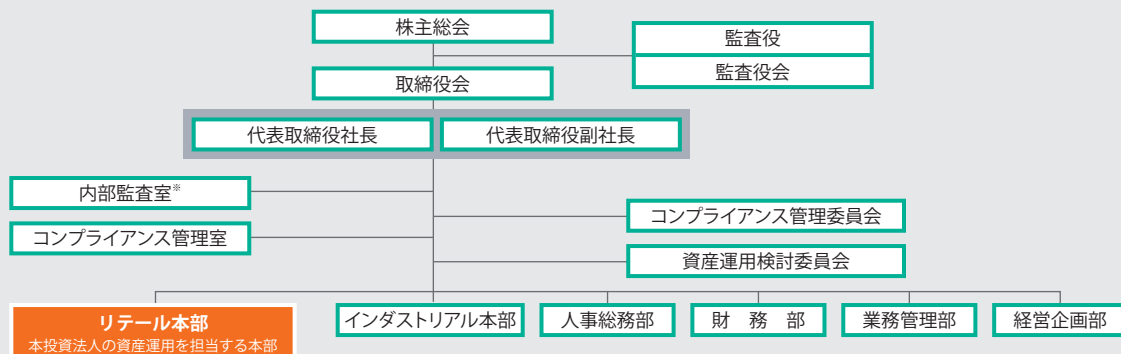 株主総会
監査役
監査役会
取締役会
代表取締役社長
代表取締役副社長
内部監査室※
コンプライアンス管理委員会
コンプライアンス管理室
資産運用検討委員会
リテール本部
本投資法人の資産運用を担当する本部
インダストリアル本部
人事総務部
財　務　部
業務管理部
経営企画部